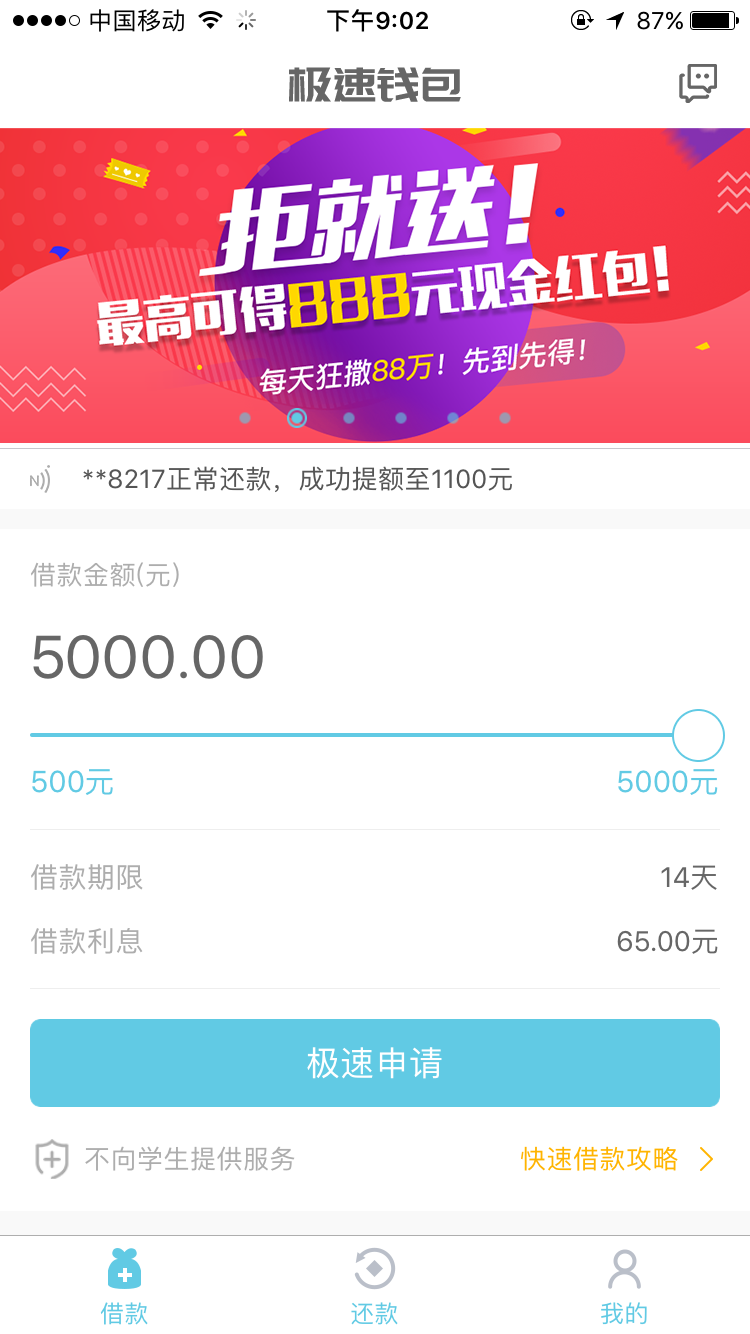 中国移动 下午9:02 87%
极速钱包
拒就送！
最高可得888元现金红包！
每天狂撒88万！先到先得！
**8217正常还款，成功提额至1100元
借款金额(元)
5000.00
500元 5000元
借款期限 14天
借款利息 65.00元
极速申请
不向学生提供服务 快速借款攻略
借款 还款 我的